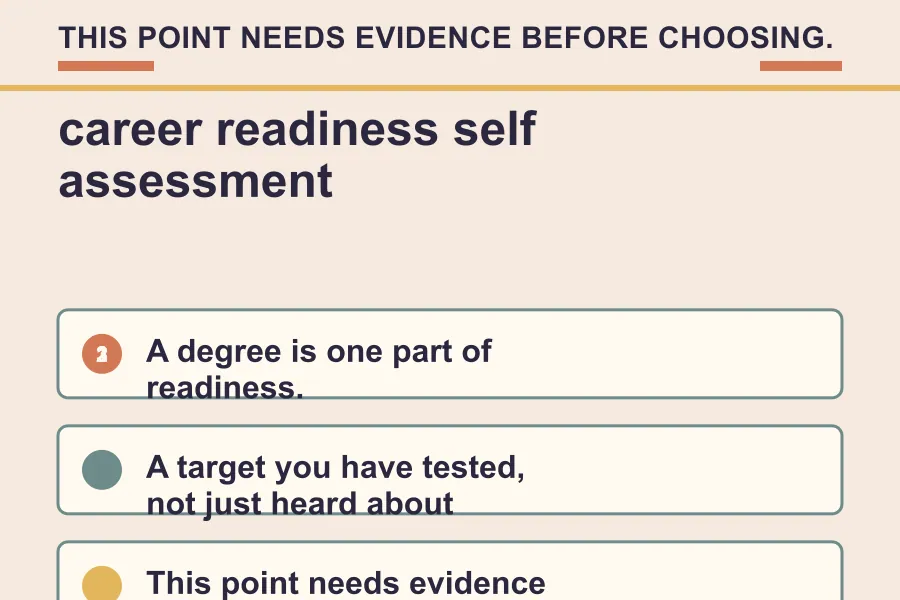 THIS POINT NEEDS EVIDENCE BEFORE CHOOSING.
career readiness self
assessment
A degree is one part of
readiness.
A target you have tested,
not just heard about
This point needs evidence